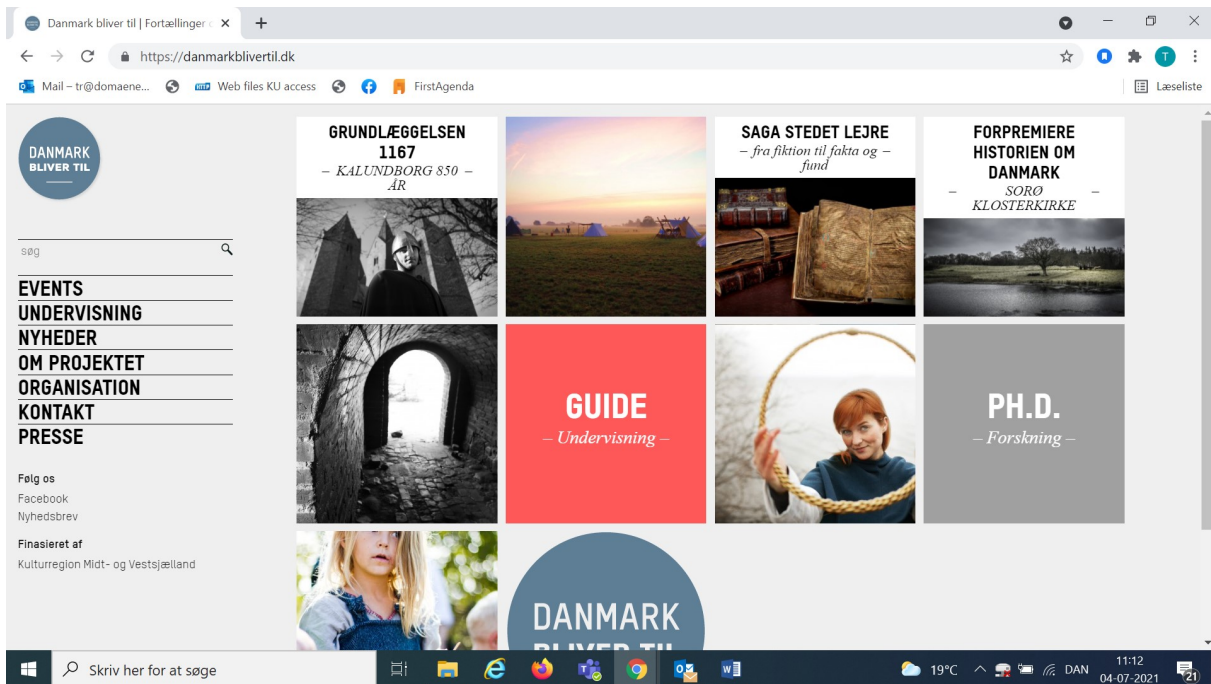 Danmark bliver til | Fortællinger
https://danmarkblivertil.dk
Mail – tr@domaene...
Web files KU access
FirstAgenda
Læseliste
T
DANMARK
BLIVER TIL
søg
EVENTS
UNDERVISNING
NYHEDER
OM PROJEKTET
ORGANISATION
KONTAKT
PRESSE
Følg os
Facebook
Nyhedsbrev
Finasieret af
Kulturregion Midt- og Vestsjælland
GRUNDLÆGGELSEN
1167
– KALUNDBORG 850 –
ÅR
SAGA STEDET LEJRE
– fra fiktion til fakta og –
fund
FORPREMIERE
HISTORIEN OM
DANMARK
– SORØ –
KLOSTERKIRKE
GUIDE
– Undervisning –
PH.D.
– Forskning –
DANMARK
BLIVER TIL
Skriv her for at søge
19°C
DAN
11:12
04-07-2021
21